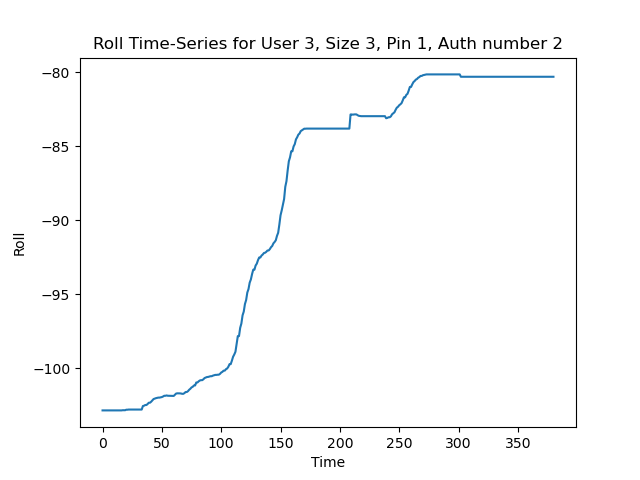 Roll Time-Series for User 3, Size 3, Pin 1, Auth number 2
−80
−85
−90
−95
−100
Roll
0 50 100 150 200 250 300 350
Time